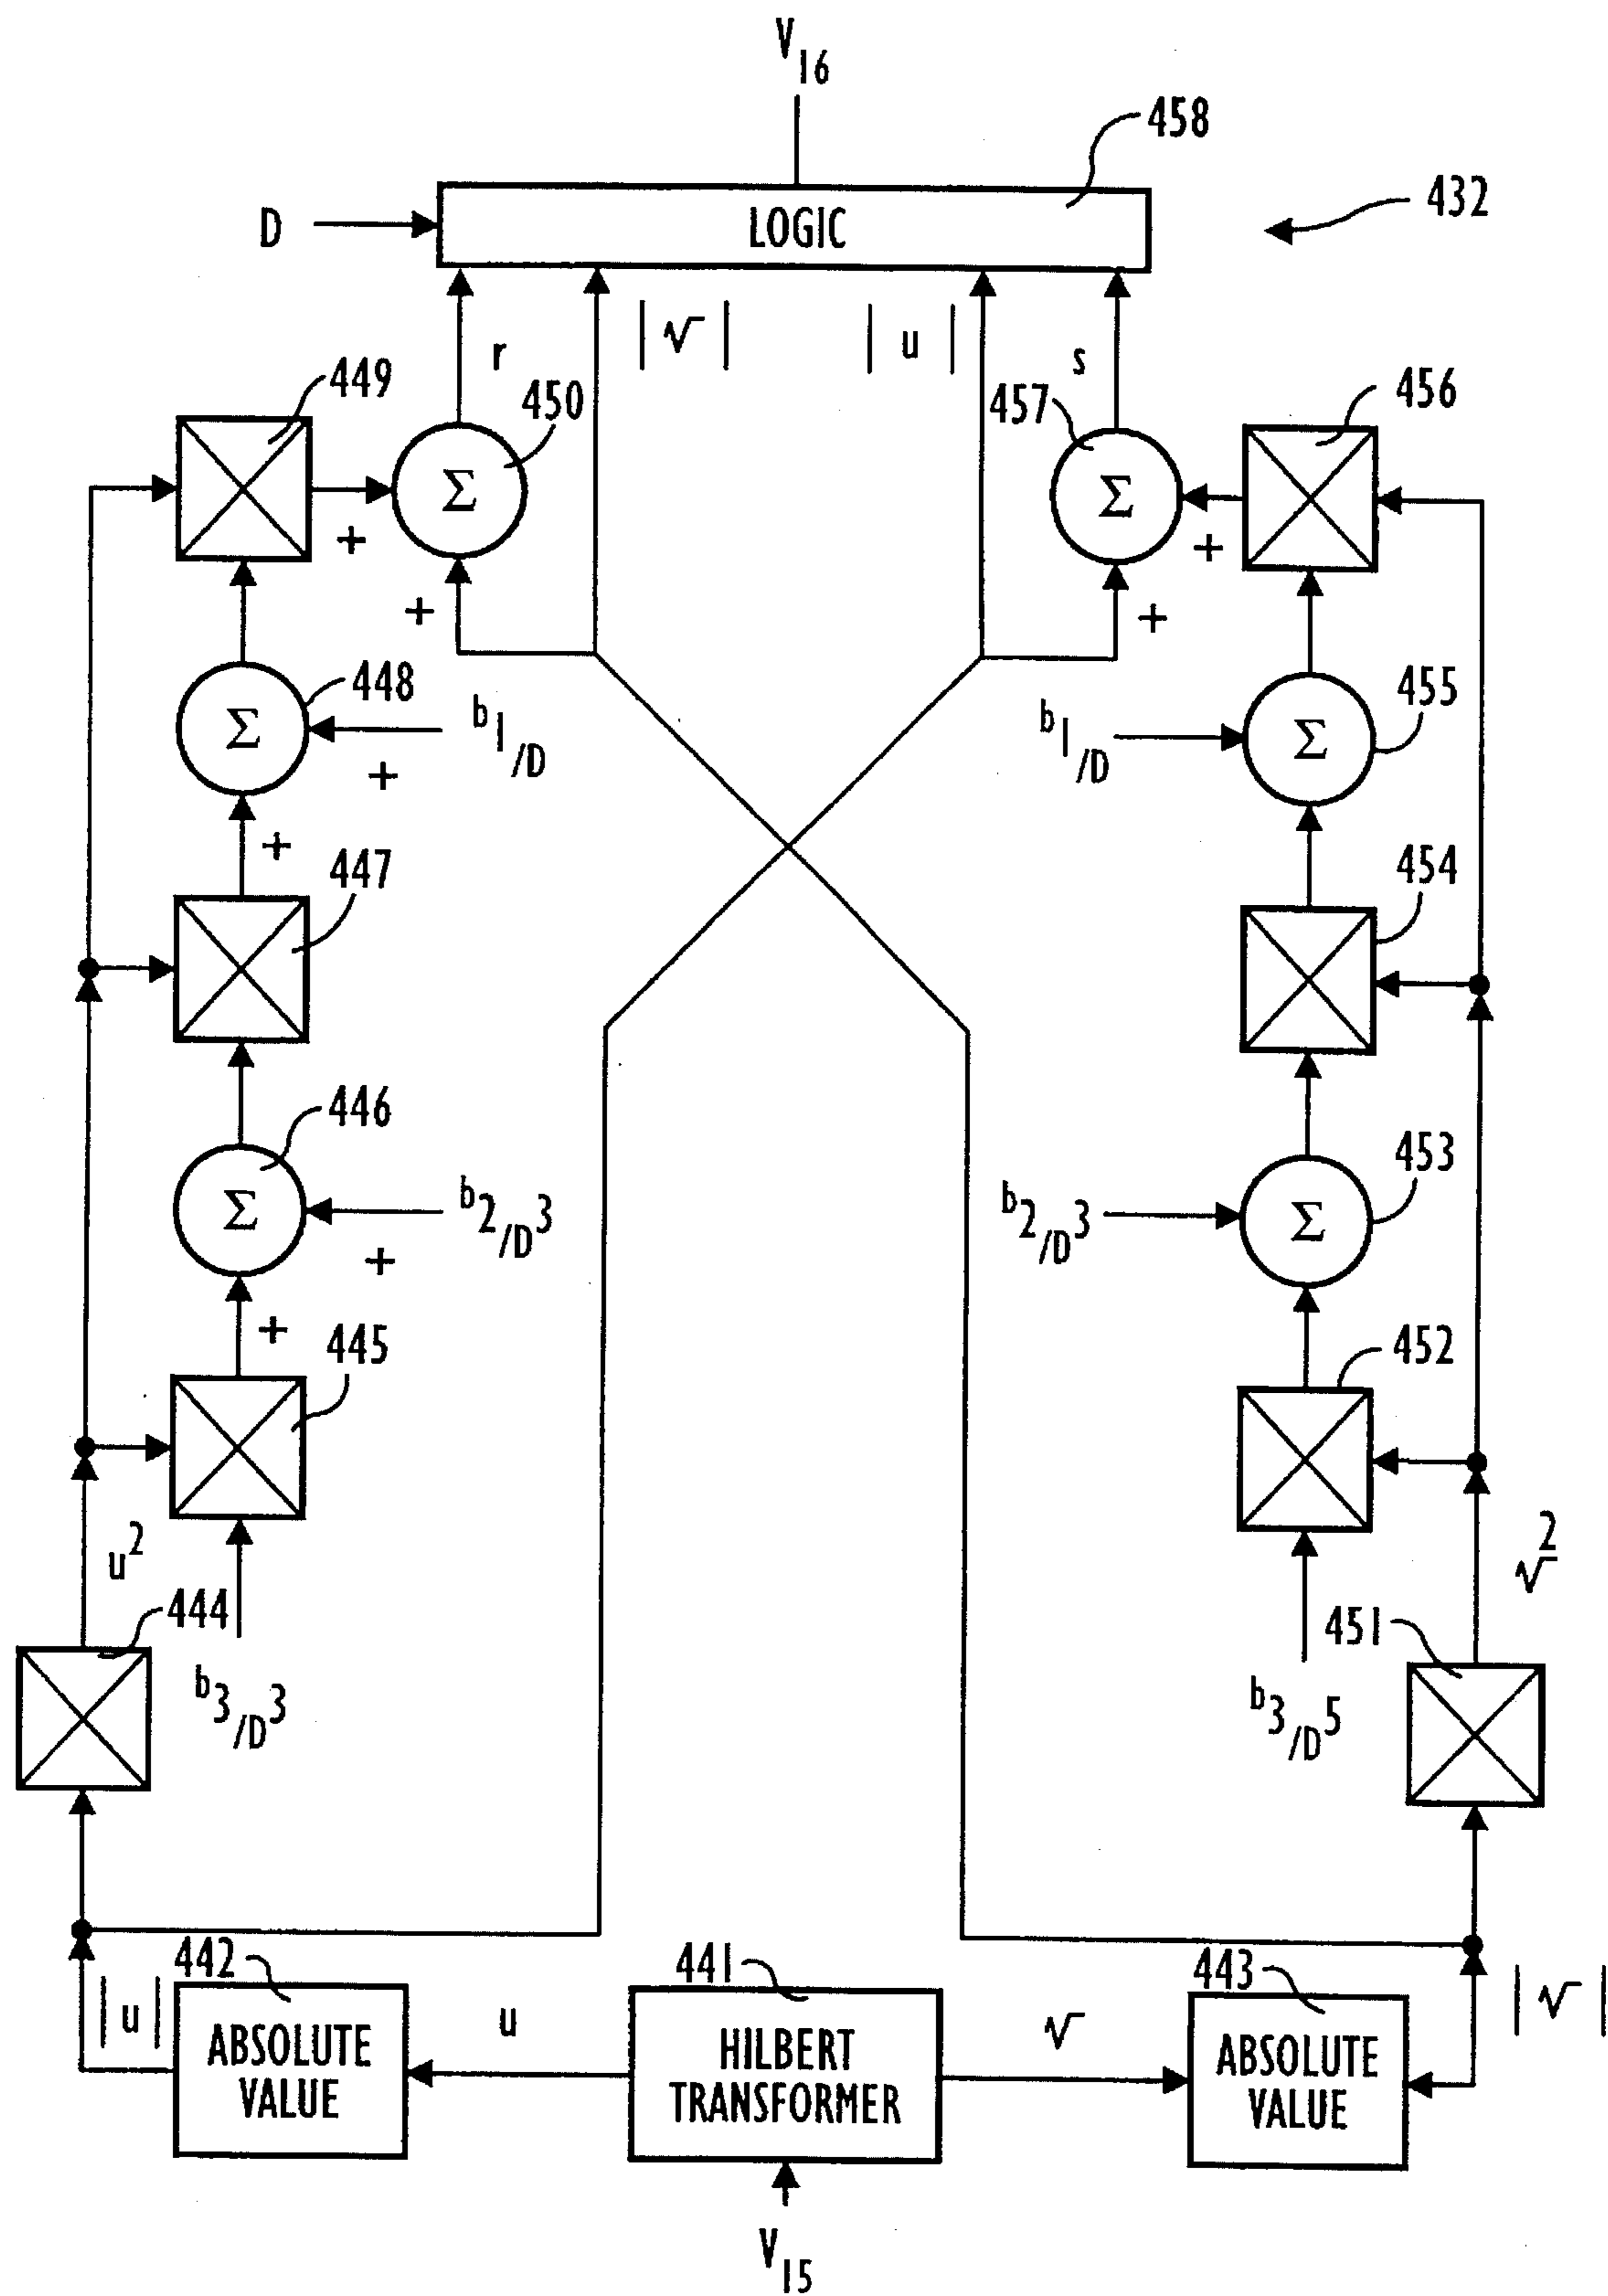 V16
458
432
D
LOGIC
r
|√|
|u|
s
449
450
457
456
Σ
Σ
+
+
+
+
448
455
Σ
b1/D
b1/D
Σ
+
+
447
454
446
453
Σ
b2/D3
b2/D3
Σ
+
+
445
452
u2
√2
444
451
b3/D3
b3/D5
442
441
443
|u|
ABSOLUTE
VALUE
u
HILBERT
TRANSFORMER
√
ABSOLUTE
VALUE
|√|
V15